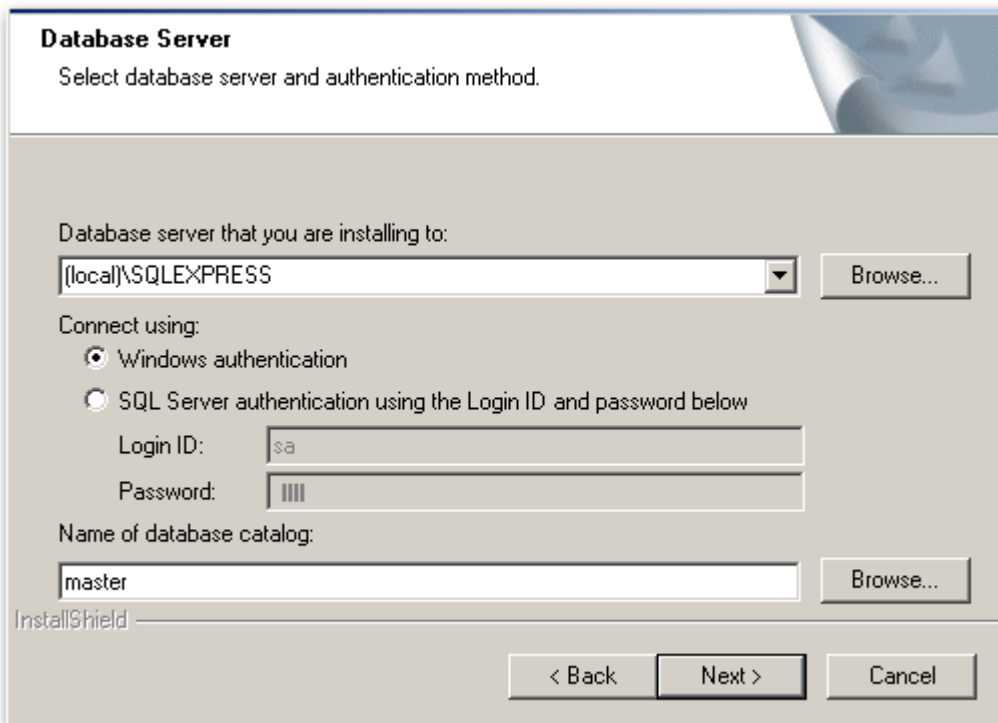 Database Server
Select database server and authentication method.
Database server that you are installing to:
(local)\SQLEXPRESS
Browse...
Connect using:
Windows authentication
SQL Server authentication using the Login ID and password below
Login ID:
sa
Password:
Name of database catalog:
master
Browse...
InstallShield
< Back
Next >
Cancel